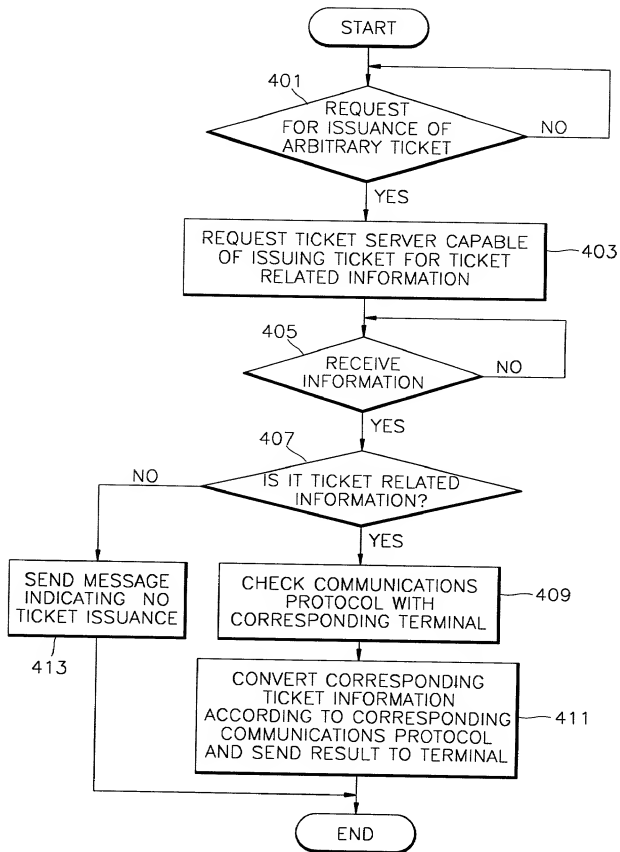 START
401
REQUEST
FOR ISSUANCE OF
ARBITRARY TICKET
NO
YES
REQUEST TICKET SERVER CAPABLE
OF ISSUING TICKET FOR TICKET
RELATED INFORMATION
403
405
RECEIVE
INFORMATION
NO
YES
407
IS IT TICKET RELATED
INFORMATION?
NO
YES
SEND MESSAGE
INDICATING NO
TICKET ISSUANCE
413
CHECK COMMUNICATIONS
PROTOCOL WITH
CORRESPONDING TERMINAL
409
CONVERT CORRESPONDING
TICKET INFORMATION
ACCORDING TO CORRESPONDING
COMMUNICATIONS PROTOCOL
AND SEND RESULT TO TERMINAL
411
END